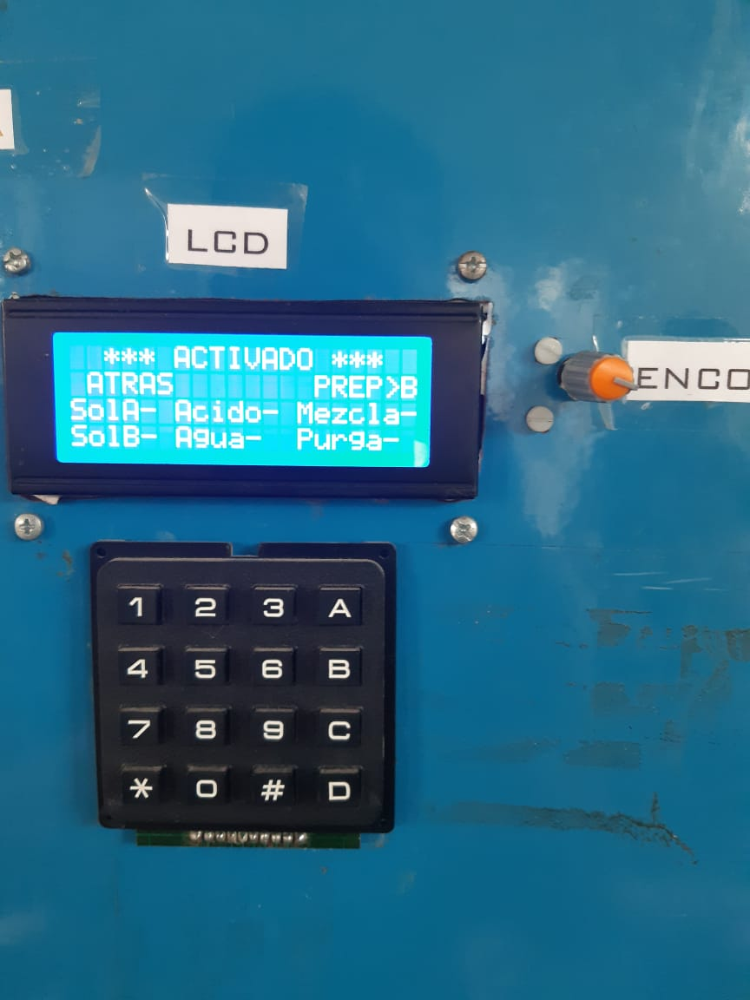 LCD
*** ACTIVADO ***
ATRAS PREP>B
SolA- Acido- Mezcla-
SolB- Agua- Purga-
ENCO
1 2 3 A
4 5 6 B
7 8 9 C
* 0 # D